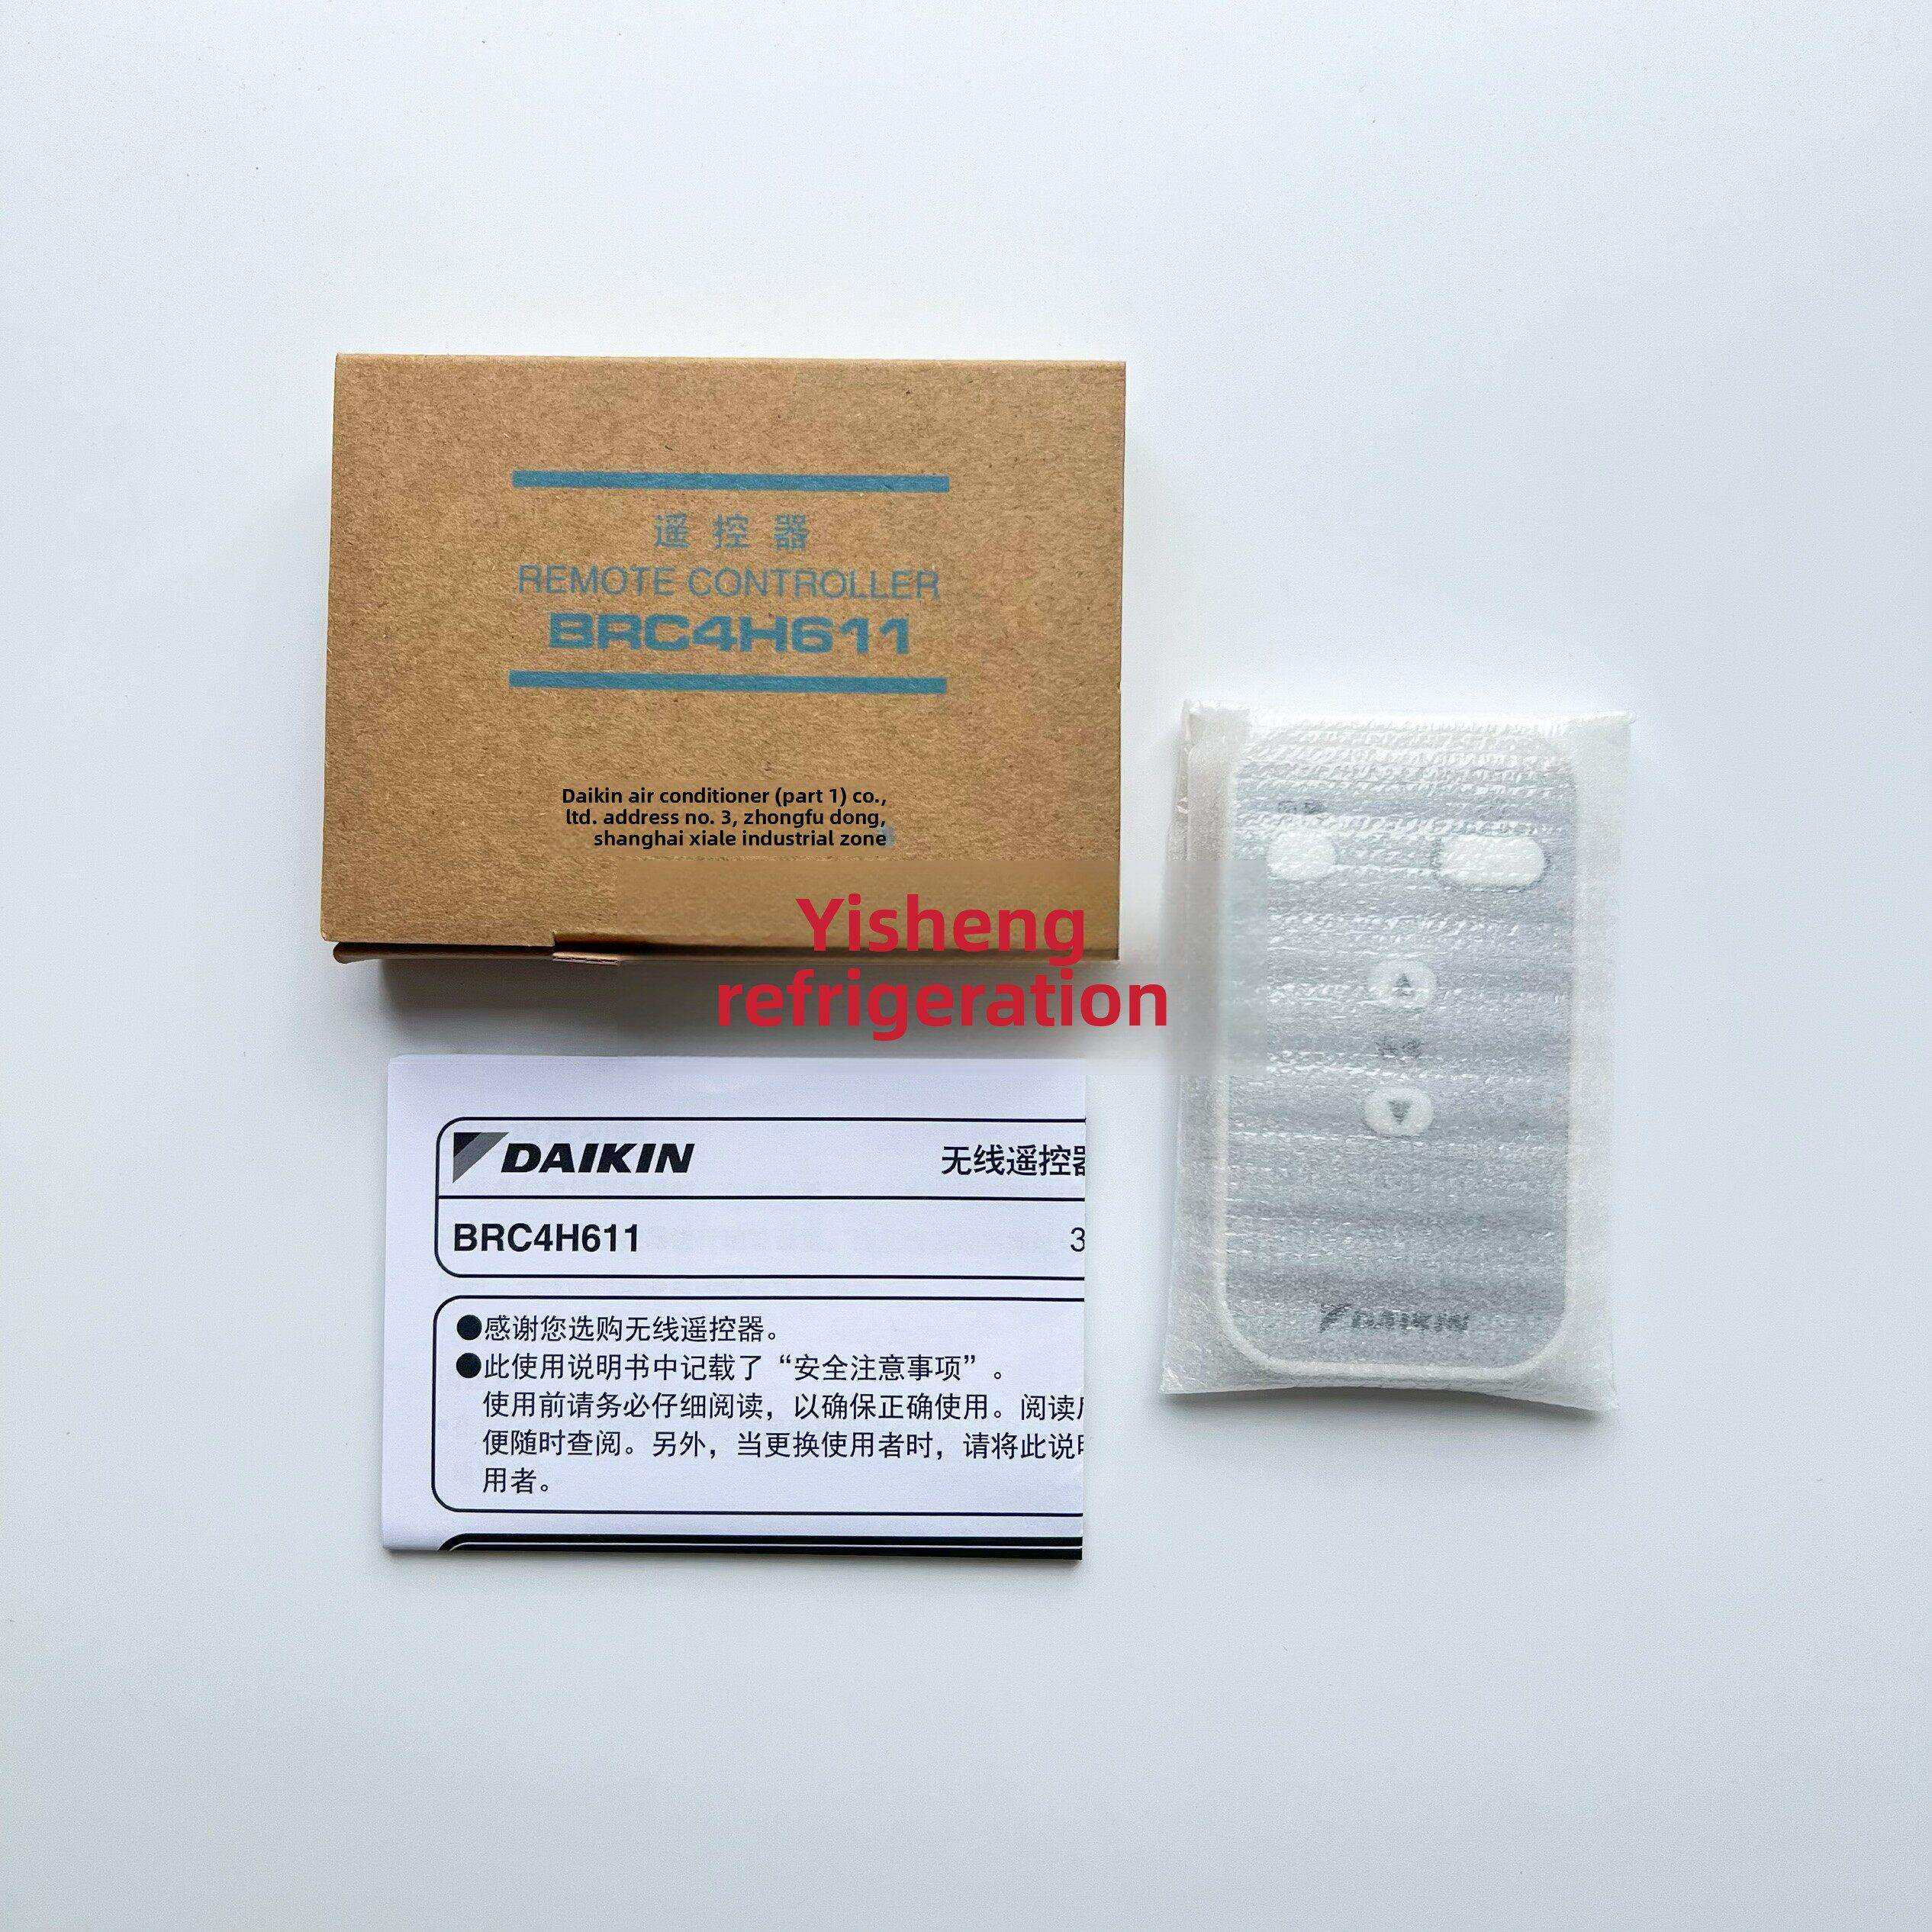 遥控器
REMOTE CONTROLLER
BRC4H611
Daikin air conditioner (part 1) co.,
ltd. address no. 3, zhongfu dong,
shanghai xiale industrial zone
Yisheng
refrigeration
DAIKIN
无线遥控器
BRC4H611
3
●感谢您选购无线遥控器。
●此使用说明书中记载了“安全注意事项”。
使用前请务必仔细阅读，以确保正确使用。阅读
便随时查阅。另外，当更换使用者时，请将此说
用者。
DAIKIN